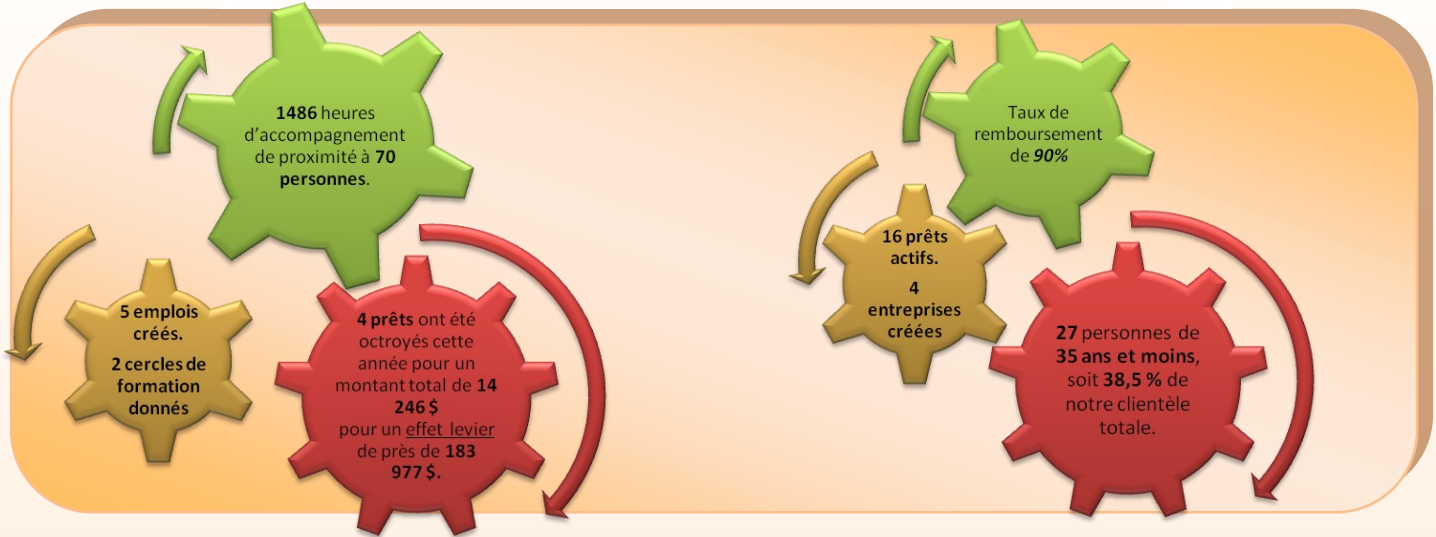 1486 heures
d'accompagnement
de proximité à 70
personnes.
5 emplois
créés.
2 cercles de
formation
donnés
4 prêts ont été
octroyés cette
année pour un
montant total de 14
246 $
pour un effet levier
de près de 183
977 $.
Taux de
remboursement
de 90%
16 prêts
actifs.
4
entreprises
créées
27 personnes de
35 ans et moins,
soit 38,5 % de
notre clientèle
totale.